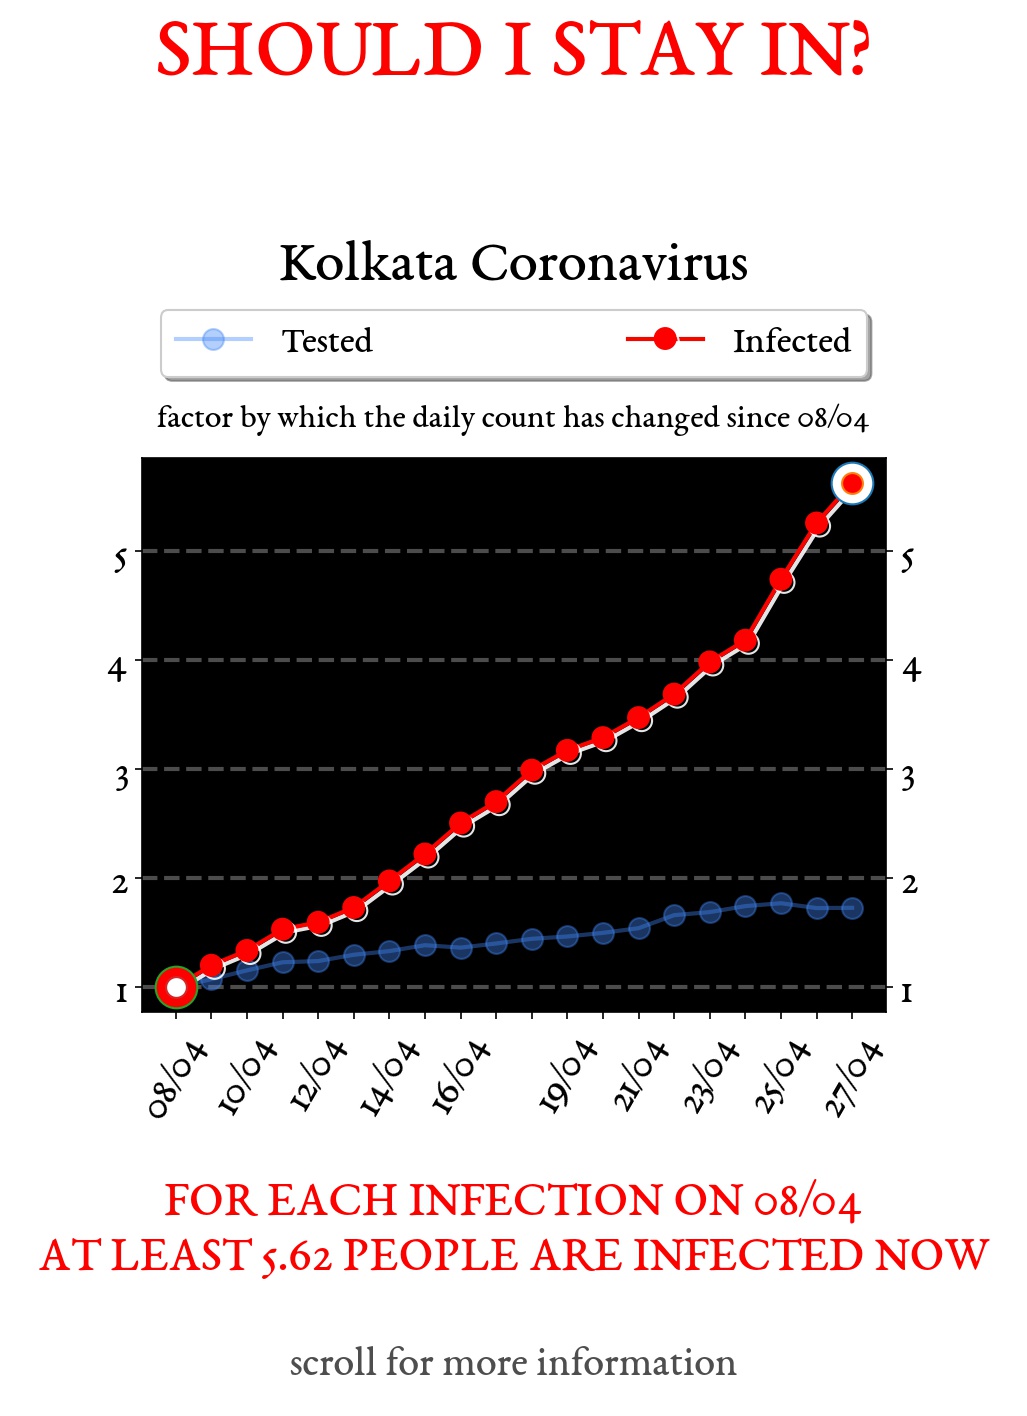 SHOULD I STAY IN?
Kolkata Coronavirus
Tested Infected
factor by which the daily count has changed since 08/04
5 5
4 4
3 3
2 2
1 1
08/04 10/04 12/04 14/04 16/04 19/04 21/04 23/04 25/04 27/04
FOR EACH INFECTION ON 08/04
AT LEAST 5.62 PEOPLE ARE INFECTED NOW
scroll for more information